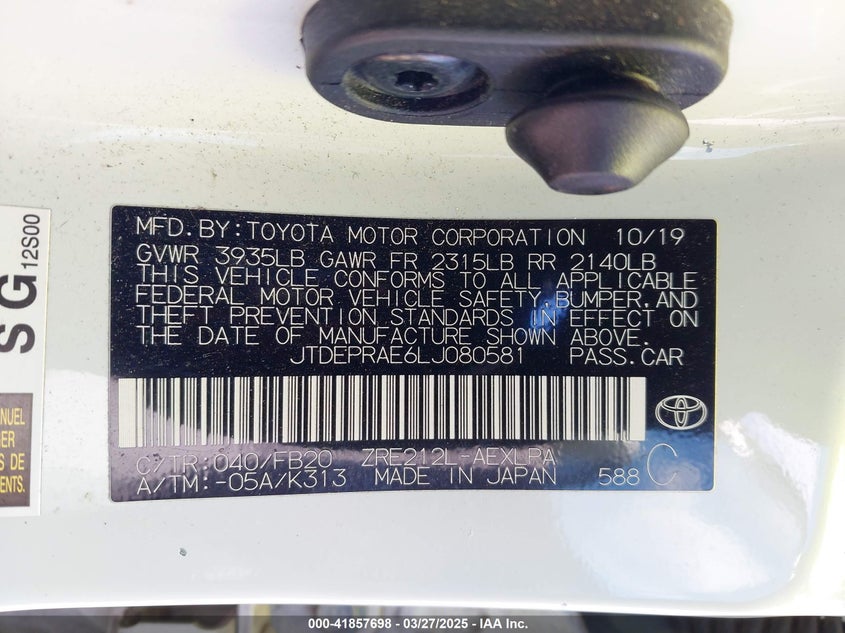 MFD. BY: TOYOTA MOTOR CORPORATION 10/19
GVWR 3935LB GAWR FR 2315LB RR 2140LB
THIS VEHICLE CONFORMS TO ALL APPLICABLE
FEDERAL MOTOR VEHICLE SAFETY, BUMPER, AND
THEFT PREVENTION STANDARDS IN EFFECT ON
THE DATE OF MANUFACTURE SHOWN ABOVE.
JTDEPRAE6LJ080581 PASS.CAR
C/TR: 040/FB20 ZRE212L-AEXLRA
A/TM: -05A/K313 MADE IN JAPAN 588 C
SG
12S00
ENTS.
000-41857698 - 03/27/2025 - IAA Inc.